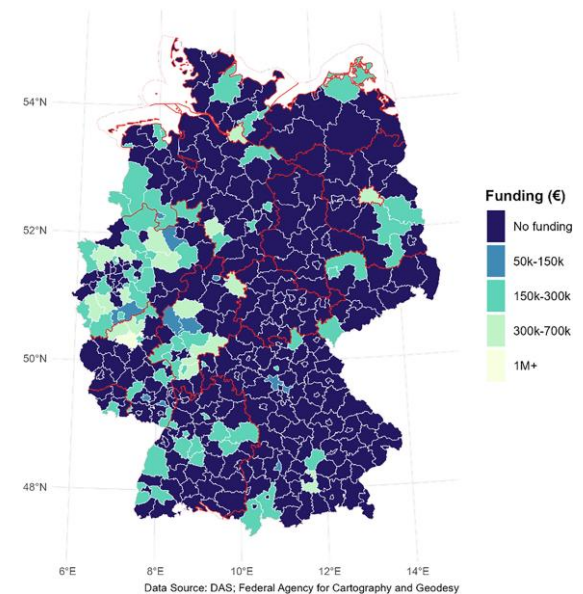 54°N
52°N
50°N
48°N
6°E
8°E
10°E
12°E
14°E
Funding (€)
No funding
50k-150k
150k-300k
300k-700k
1M+
Data Source: DAS; Federal Agency for Cartography and Geodesy